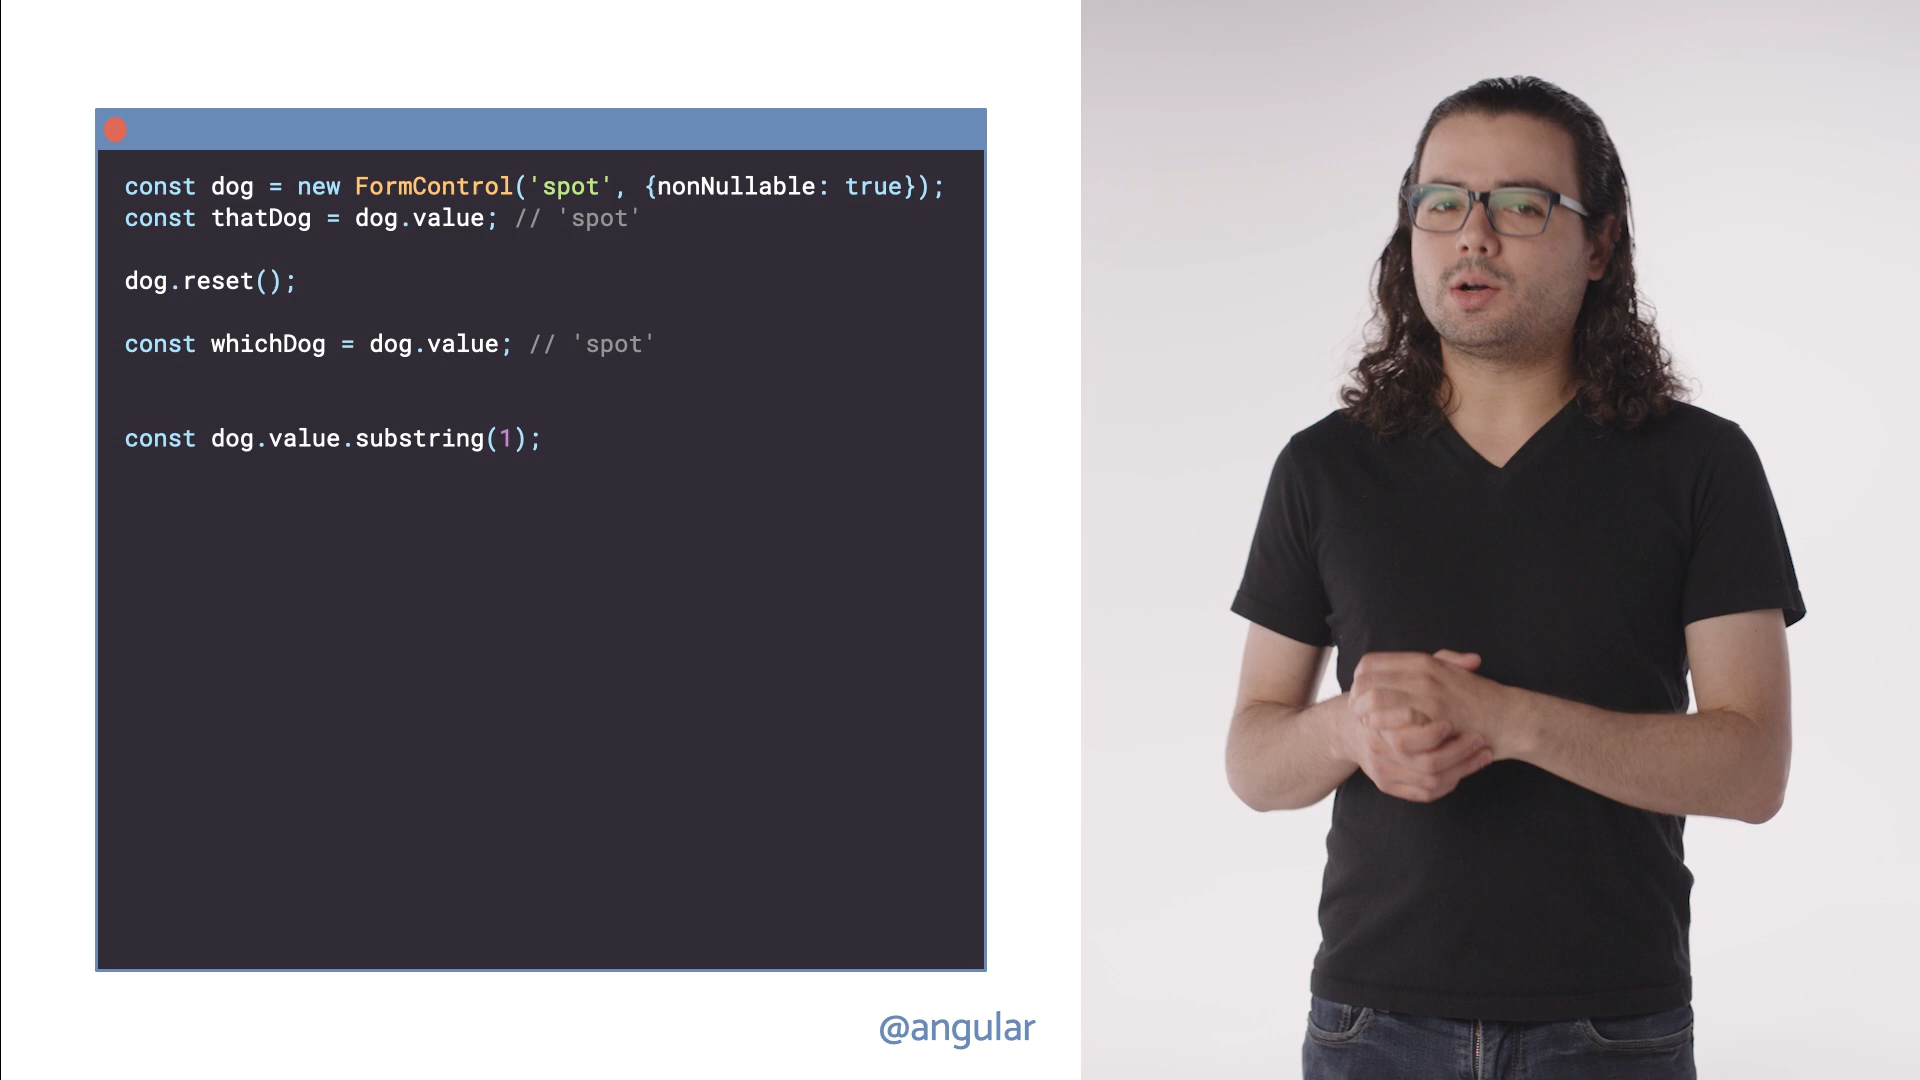 const dog = new FormControl('spot', {nonNullable: true});
const thatDog = dog.value; // 'spot'
dog.reset();
const whichDog = dog.value; // 'spot'
const dog.value.substring(1);
@angular